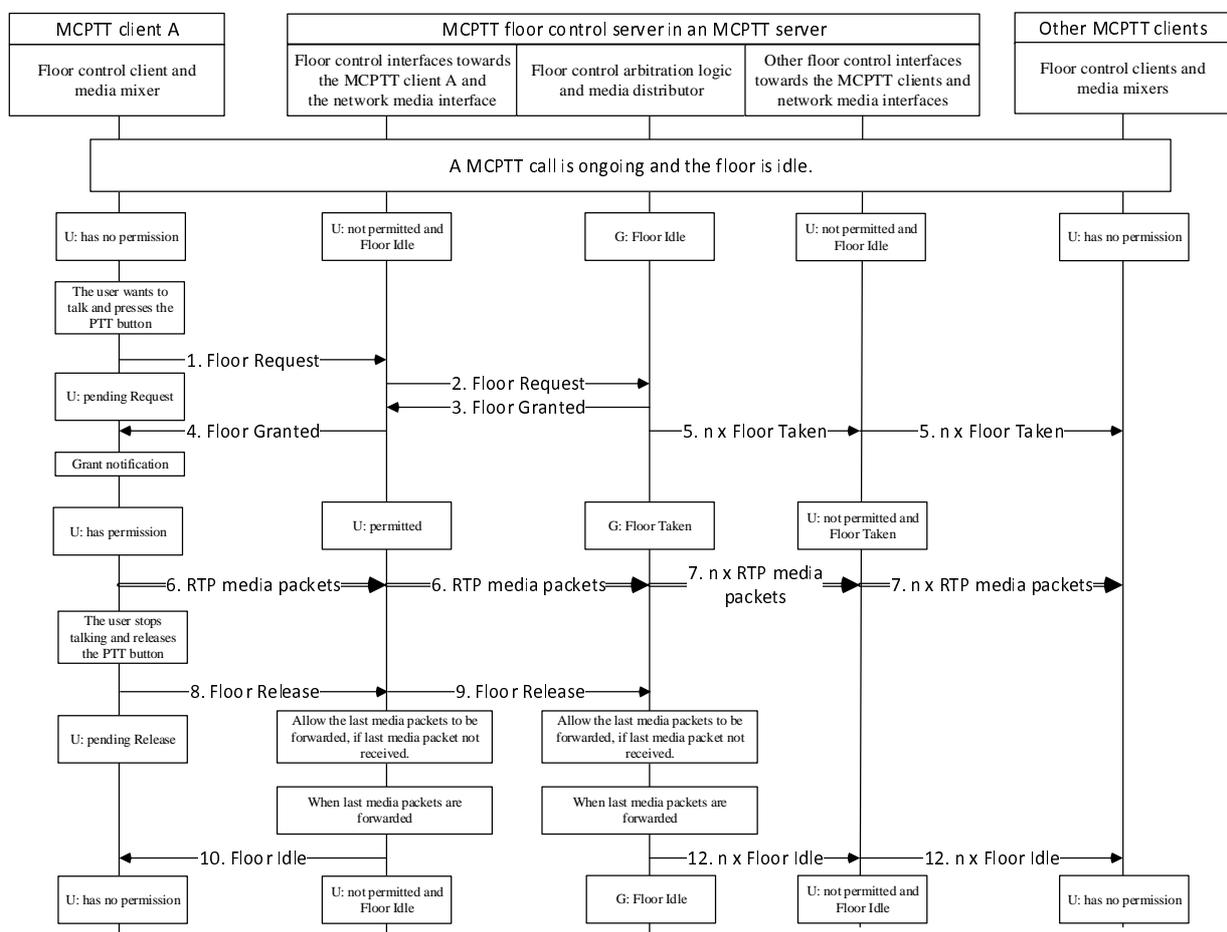 MCPTT client A
MCPTT floor control server in an MCPTT server
Other MCPTT clients
Floor control client and
media mixer
Floor control interfaces towards
the MCPTT client A and
the network media interface
Floor control arbitration logic
and media distributor
Other floor control interfaces
towards the MCPTT clients and
network media interfaces
Floor control clients and
media mixers
A MCPTT call is ongoing and the floor is idle.
U: has no permission
U: not permitted and
Floor Idle
G: Floor Idle
U: not permitted and
Floor Idle
U: has no permission
The user wants to
talk and presses the
PTT button
1. Floor Request
2. Floor Request
U: pending Request
3. Floor Granted
4. Floor Granted
5. n x Floor Taken
5. n x Floor Taken
Grant notification
U: has permission
U: permitted
G: Floor Taken
U: not permitted and
Floor Taken
6. RTP media packets
6. RTP media packets
7. n x RTP media
packets
7. n x RTP media packets
The user stops
talking and releases
the PTT button
8. Floor Release
9. Floor Release
U: pending Release
Allow the last media packets to be
forwarded, if last media packet not
received.
Allow the last media packets to be
forwarded, if last media packet not
received.
When last media packets are
forwarded
When last media packets are
forwarded
10. Floor Idle
12. n x Floor Idle
12. n x Floor Idle
U: has no permission
U: not permitted and
Floor Idle
G: Floor Idle
U: not permitted and
Floor Idle
U: has no permission